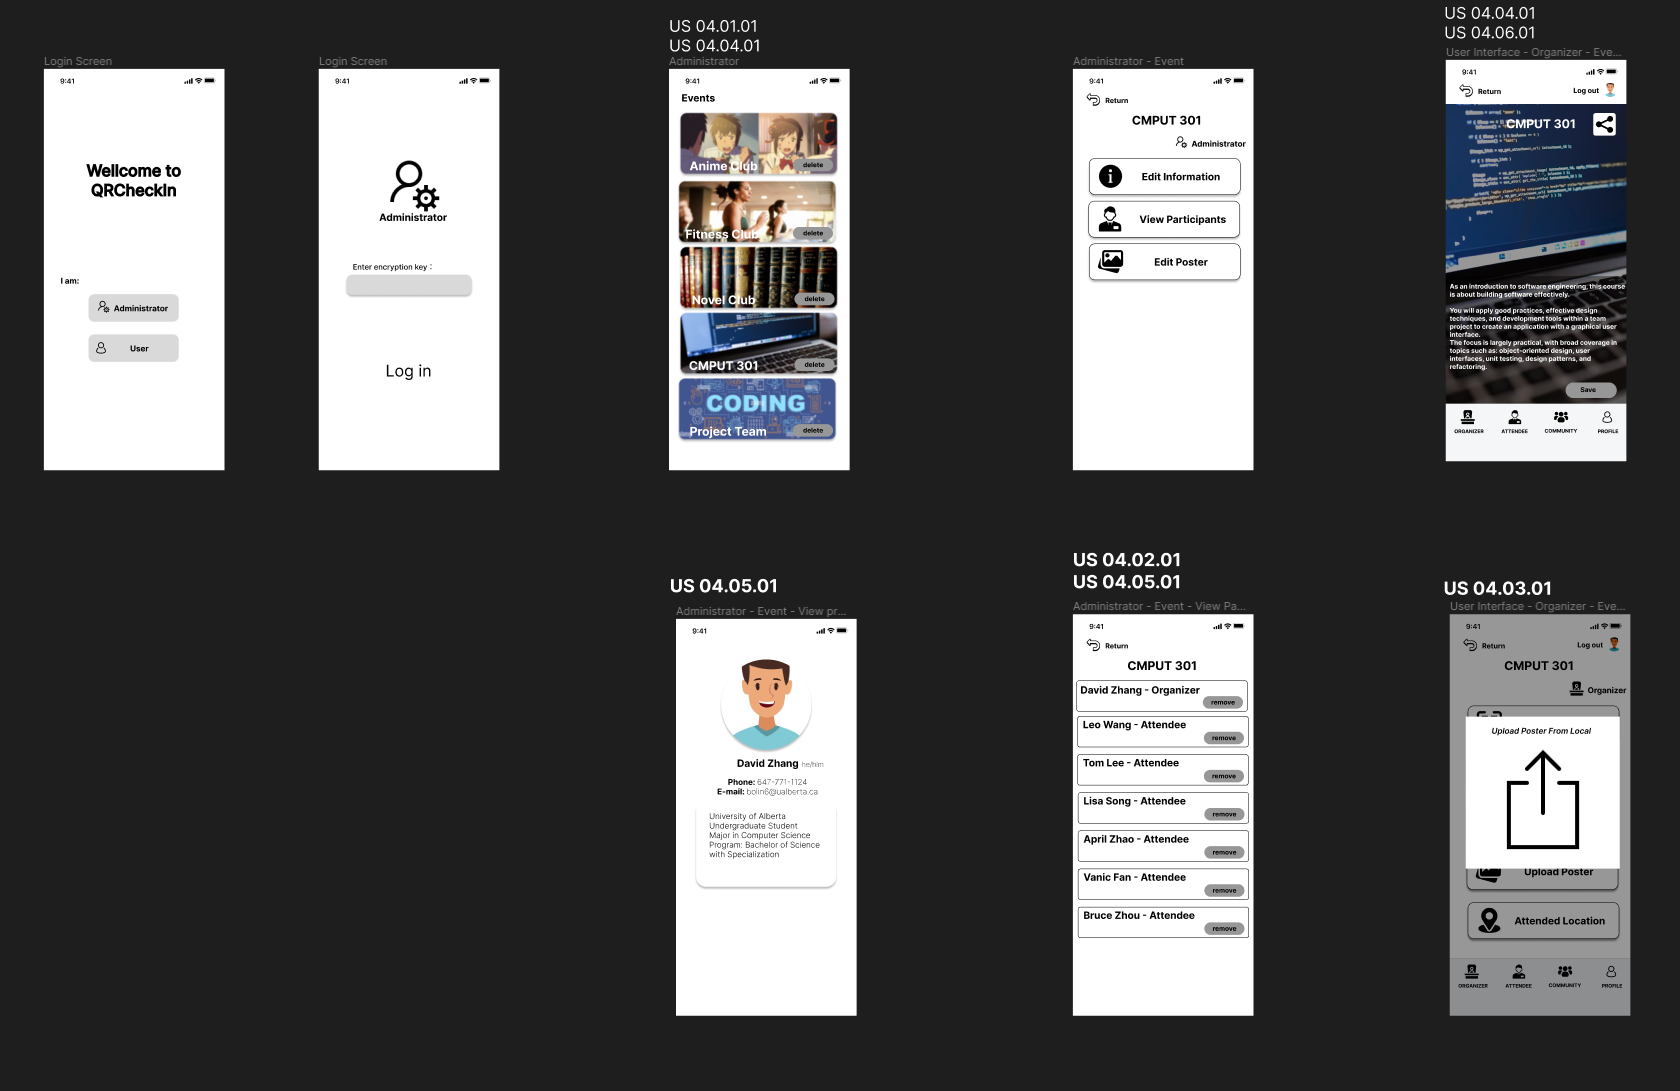 Login Screen
9:41
Wellcome to
QRCheckIn
I am:
Administrator
User
Login Screen
9:41
Administrator
Enter encryption key :
Log in
US 04.01.01
US 04.04.01
Administrator
9:41
Events
Anime Club
delete
Fitness Club
delete
Novel Club
delete
CMPUT 301
delete
CODING
Project Team
delete
Administrator - Event
9:41
Return
CMPUT 301
Administrator
Edit Information
View Participants
Edit Poster
US 04.04.01
US 04.06.01
User Interface - Organizer - Eve...
9:41
Return
Log out
CMPUT 301
As an introduction to software engineering, this course
is about building software effectively.
You will apply good practices, effective design
techniques, and development tools within a team
project to create an application with a graphical user
interface.
The focus is largely practical, with broad coverage in
topics such as: object-oriented design, user
interfaces, unit testing, design patterns, and
refactoring.
Save
ORGANIZER
ATTENDEE
COMMUNITY
PROFILE
US 04.05.01
Administrator - Event - View pr...
9:41
David Zhang he/him
Phone: 647-771-1124
E-mail: bolin6@ualberta.ca
University of Alberta
Undergraduate Student
Major in Computer Science
Program: Bachelor of Science
with Specialization
US 04.02.01
US 04.05.01
Administrator - Event - View Pa...
9:41
Return
CMPUT 301
David Zhang - Organizer
remove
Leo Wang - Attendee
remove
Tom Lee - Attendee
remove
Lisa Song - Attendee
remove
April Zhao - Attendee
remove
Vanic Fan - Attendee
remove
Bruce Zhou - Attendee
remove
US 04.03.01
User Interface - Organizer - Eve...
9:41
Return
Log out
CMPUT 301
Organizer
Upload Poster From Local
Upload Poster
Attended Location
ORGANIZER
ATTENDEE
COMMUNITY
PROFILE